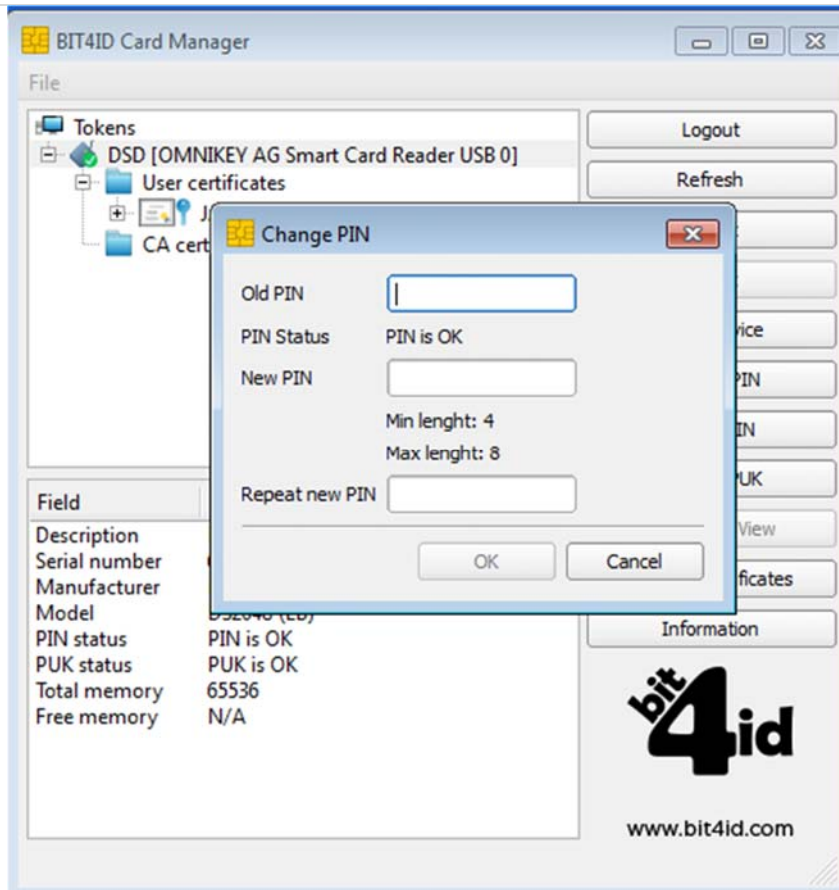 BIT4ID Card Manager
File
Tokens
DSD [OMNIKEY AG Smart Card Reader USB 0]
User certificates
CA cert
Logout
Refresh
vice
PIN
IN
UK
View
ficates
Information
Change PIN
Old PIN
PIN Status PIN is OK
New PIN
Min lenght: 4
Max lenght: 8
Repeat new PIN
OK Cancel
Field
Description
Serial number
Manufacturer
Model
PIN status PIN is OK
PUK status PUK is OK
Total memory 65536
Free memory N/A
bit
4id
www.bit4id.com